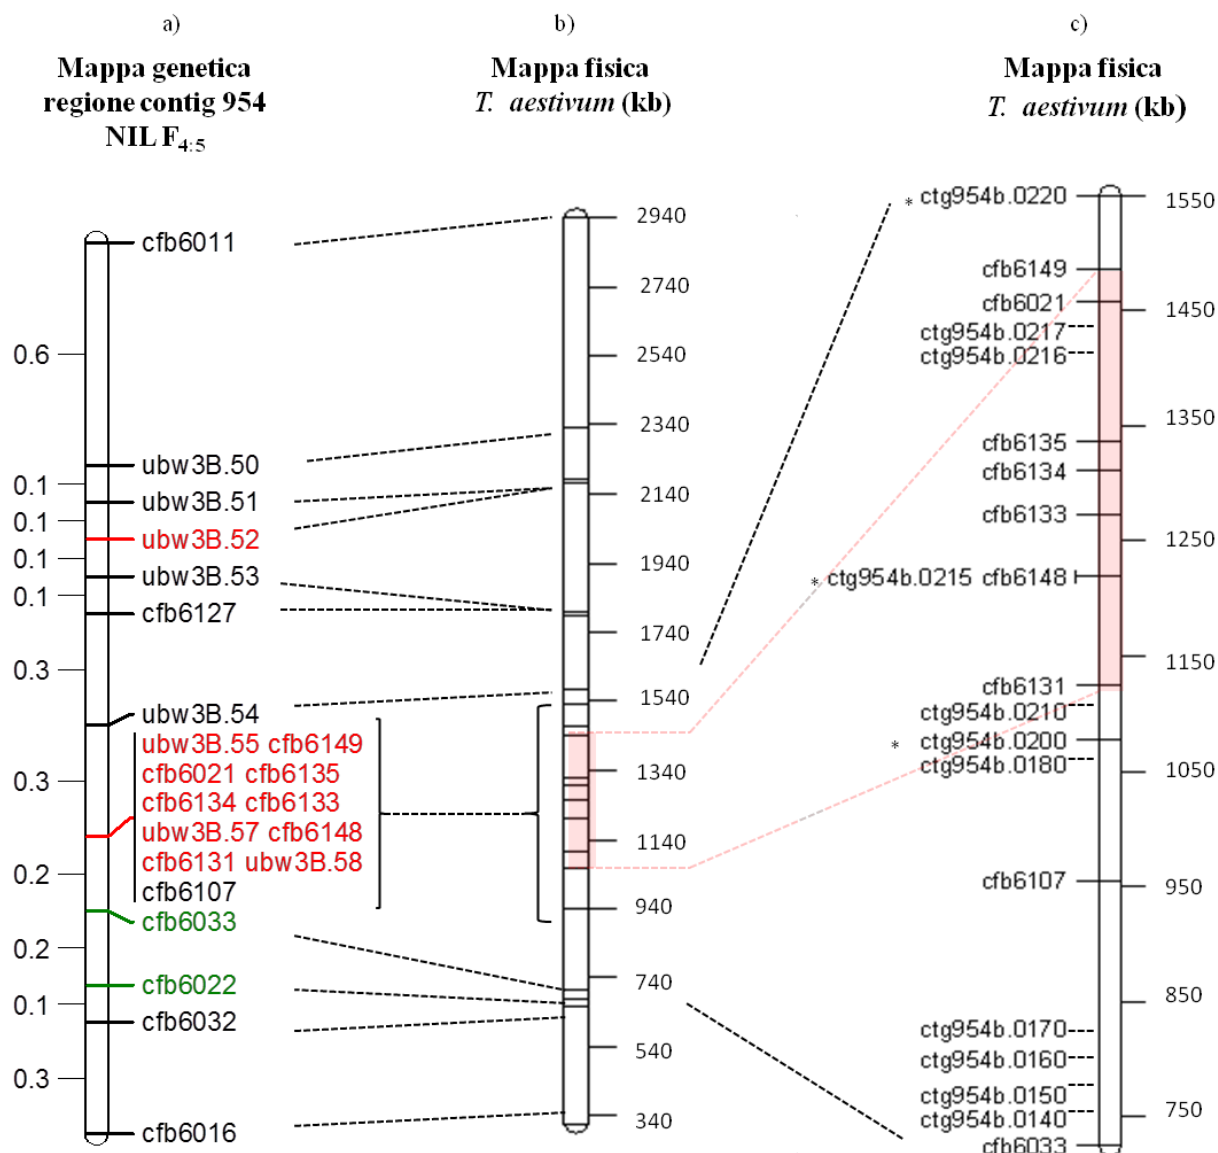 a)
Mappa genetica
regione contig 954
NIL F4:5
cfb6011
0.6
ubw3B.50
0.1
ubw3B.51
0.1
ubw3B.52
0.1
ubw3B.53
0.1
cfb6127
0.3
ubw3B.54
ubw3B.55 cfb6149
cfb6021 cfb6135
0.3
cfb6134 cfb6133
ubw3B.57 cfb6148
cfb6131 ubw3B.58
0.2
cfb6107
cfb6033
0.2
cfb6022
0.1
cfb6032
0.3
cfb6016
b)
Mappa fisica
T. aestivum (kb)
2940
2740
2540
2340
2140
1940
1740
1540
1340
1140
940
740
540
340
c)
Mappa fisica
T. aestivum (kb)
* ctg954b.0220
1550
cfb6149
cfb6021
1450
ctg954b.0217
ctg954b.0216
1350
cfb6135
cfb6134
cfb6133
1250
* ctg954b.0215 cfb6148
1150
cfb6131
ctg954b.0210
* ctg954b.0200
ctg954b.0180
1050
cfb6107
950
850
ctg954b.0170
ctg954b.0160
ctg954b.0150
750
ctg954b.0140
cfb6033